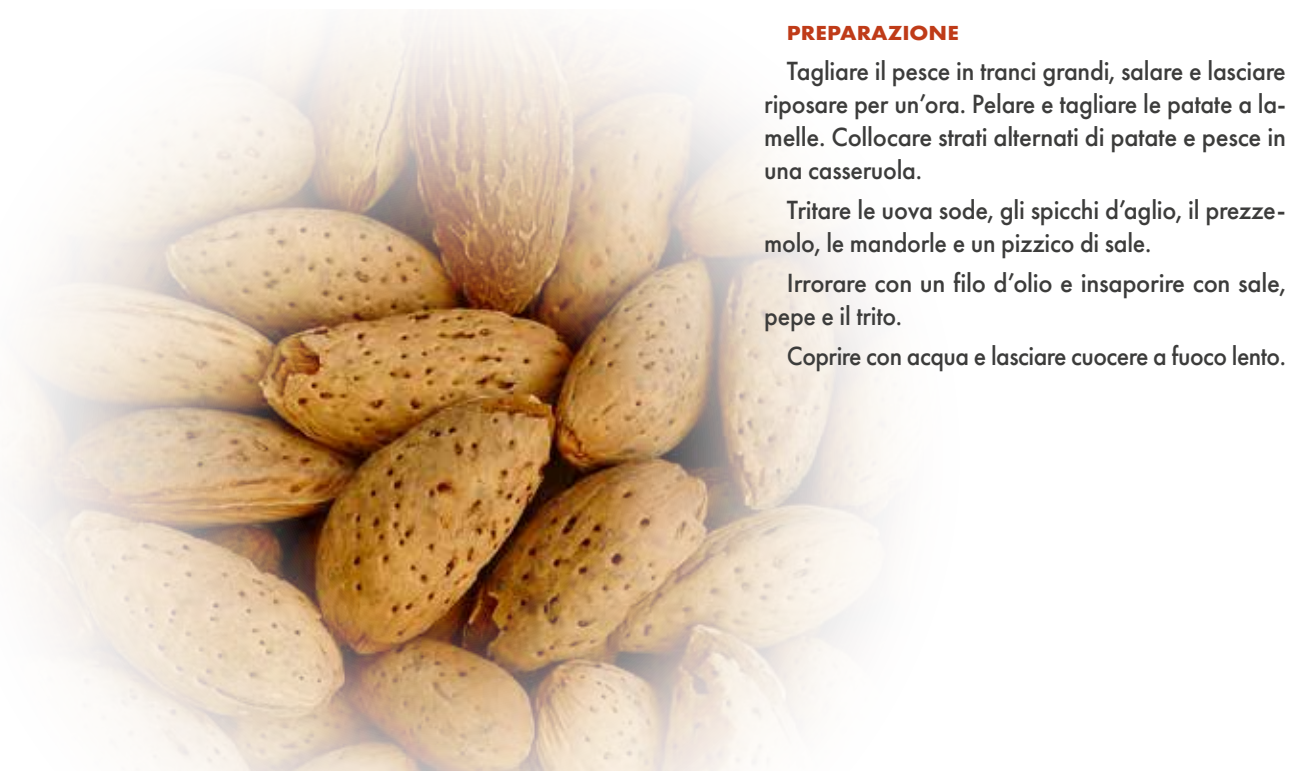 PREPARAZIONE
Tagliare il pesce in tranci grandi, salare e lasciare
riposare per un’ora. Pelare e tagliare le patate a la-
melle. Collocare strati alternati di patate e pesce in
una casseruola.
Tritare le uova sode, gli spicchi d’aglio, il prezze-
molo, le mandorle e un pizzico di sale.
Irrorare con un filo d’olio e insaporire con sale,
pepe e il trito.
Coprire con acqua e lasciare cuocere a fuoco lento.